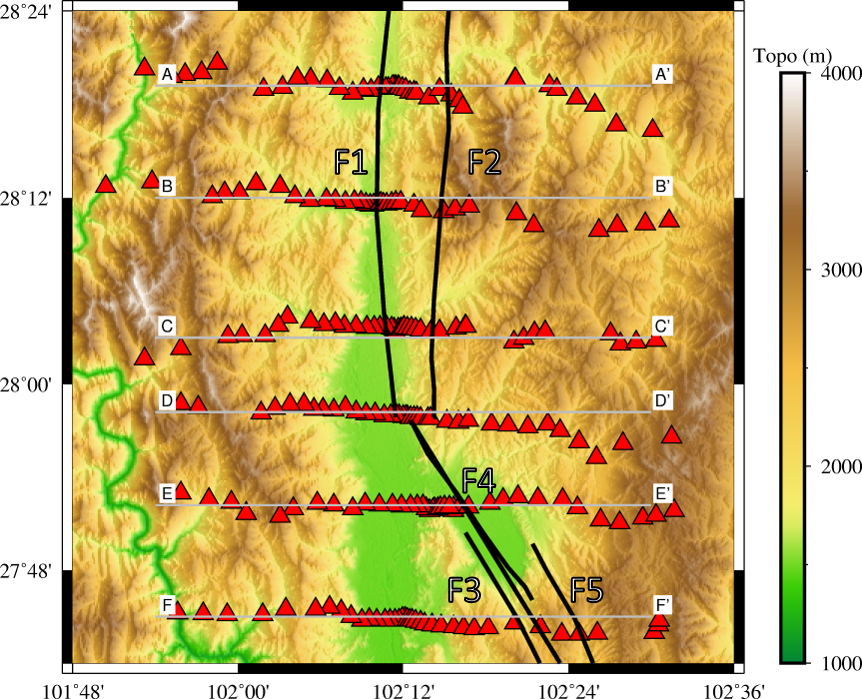 28°24'
Topo (m)
A A'
4000
F1 F2
B B'
28°12'
3000
C C'
28°00'
D D'
2000
F4
E E'
27°48'
F3 F5
F F'
1000
101°48' 102°00' 102°12' 102°24' 102°36'